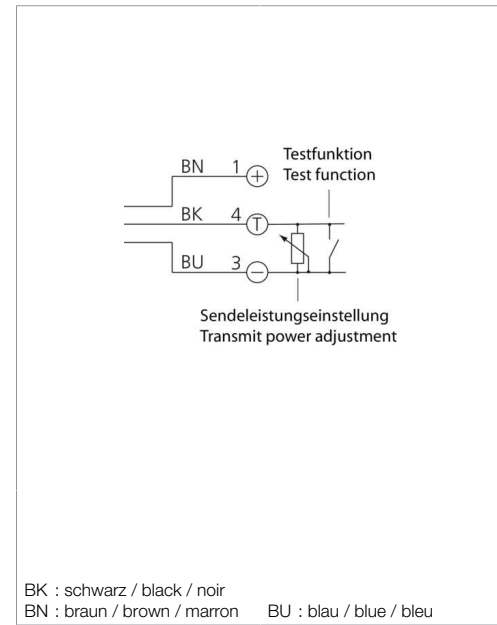 Testfunktion
Test function
BN 1 +
BK 4 T
BU 3 −
Sendeleistungseinstellung
Transmit power adjustment
BK : schwarz / black / noir
BN : braun / brown / marron BU : blau / blue / bleu